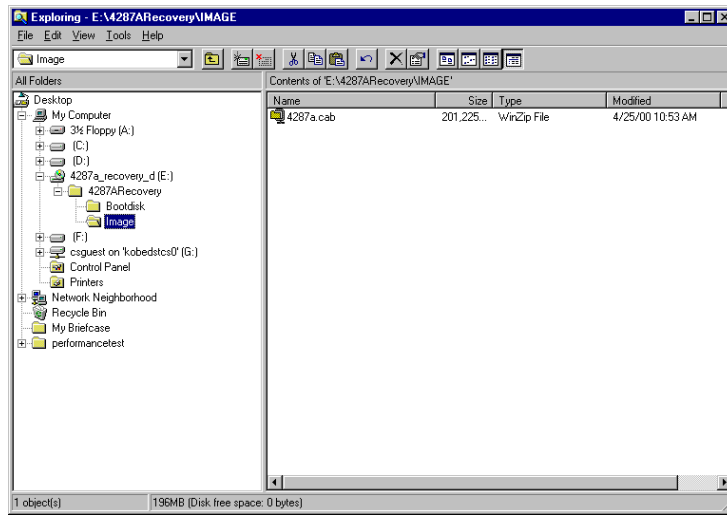 Exploring - E:\4287ARecovery\IMAGE
File Edit View Tools Help
Image
All Folders
Contents of 'E:\4287ARecovery\IMAGE'
Desktop
My Computer
3½ Floppy (A:)
(C:)
(D:)
4287a_recovery_d (E:)
4287ARecovery
Bootdisk
Image
(F:)
csguest on 'kobedstcs0' (G:)
Control Panel
Printers
Network Neighborhood
Recycle Bin
My Briefcase
performancetest
Name Size Type Modified
4287a.cab 201,225... WinZip File 4/25/00 10:53 AM
1 object(s) 196MB (Disk free space: 0 bytes)